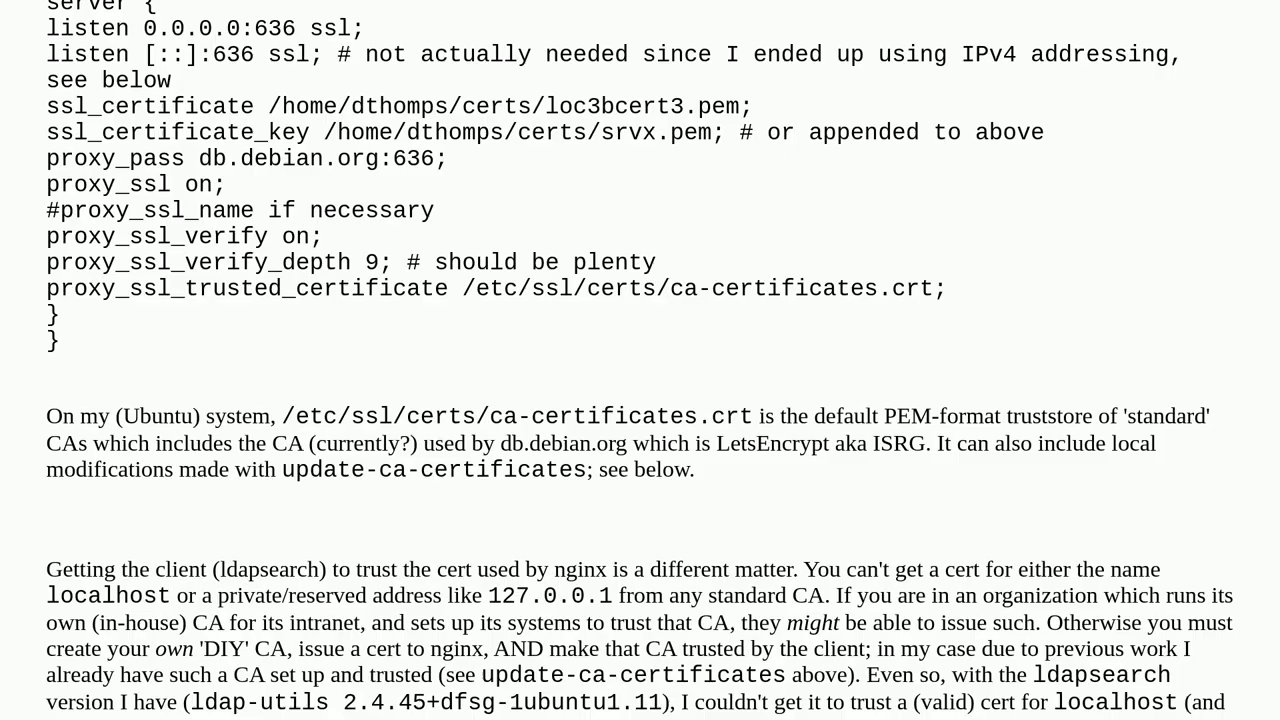 server {
listen 0.0.0.0:636 ssl;
listen [::]:636 ssl; # not actually needed since I ended up using IPv4 addressing,
see below
ssl_certificate /home/dthomps/certs/loc3bcert3.pem;
ssl_certificate_key /home/dthomps/certs/srvx.pem; # or appended to above
proxy_pass db.debian.org:636;
proxy_ssl on;
#proxy_ssl_name if necessary
proxy_ssl_verify on;
proxy_ssl_verify_depth 9; # should be plenty
proxy_ssl_trusted_certificate /etc/ssl/certs/ca-certificates.crt;
}
}
On my (Ubuntu) system, /etc/ssl/certs/ca-certificates.crt is the default PEM-format truststore of 'standard'
CAs which includes the CA (currently?) used by db.debian.org which is LetsEncrypt aka ISRG. It can also include local
modifications made with update-ca-certificates; see below.
Getting the client (ldapsearch) to trust the cert used by nginx is a different matter. You can't get a cert for either the name
localhost or a private/reserved address like 127.0.0.1 from any standard CA. If you are in an organization which runs its
own (in-house) CA for its intranet, and sets up its systems to trust that CA, they might be able to issue such. Otherwise you must
create your own 'DIY' CA, issue a cert to nginx, AND make that CA trusted by the client; in my case due to previous work I
already have such a CA set up and trusted (see update-ca-certificates above). Even so, with the ldapsearch
version I have (ldap-utils 2.4.45+dfsg-1ubuntu1.11), I couldn't get it to trust a (valid) cert for localhost (and